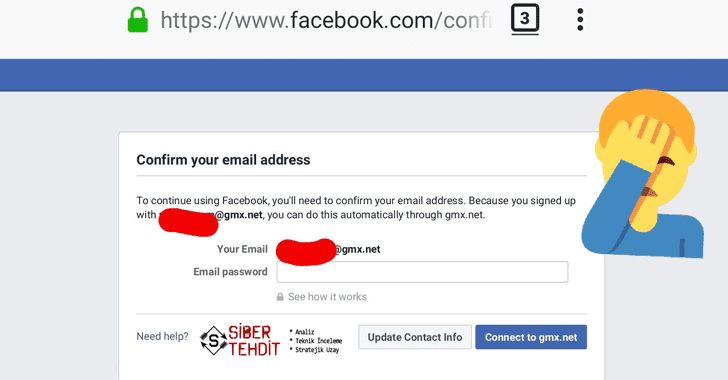 https://www.facebook.com/conf
3
Confirm your email address
To continue using Facebook, you'll need to confirm your email address. Because you signed up
with @gmx.net, you can do this automatically through gmx.net.
Your Email @gmx.net
Email password
See how it works
Need help?
SİBER
TEHDİT
* Analiz
* Teknik İnceleme
* Stratejik Uzay
Update Contact Info
Connect to gmx.net